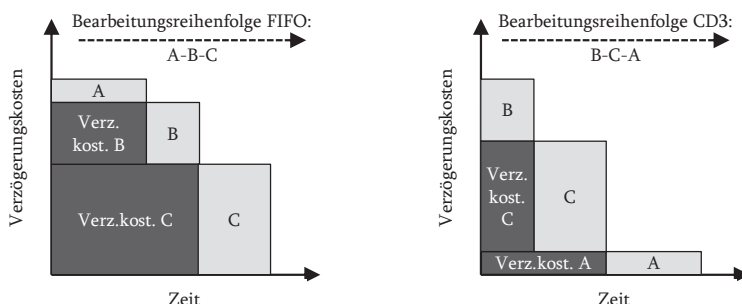 Bearbeitungsreihenfolge FIFO:
A-B-C
Verzögerungskosten
A
Verz.
kost. B
B
Verz.kost. C
C
Zeit
Bearbeitungsreihenfolge CD3:
B-C-A
Verzögerungskosten
B
Verz.
kost.
C
C
Verz.kost. A
A
Zeit